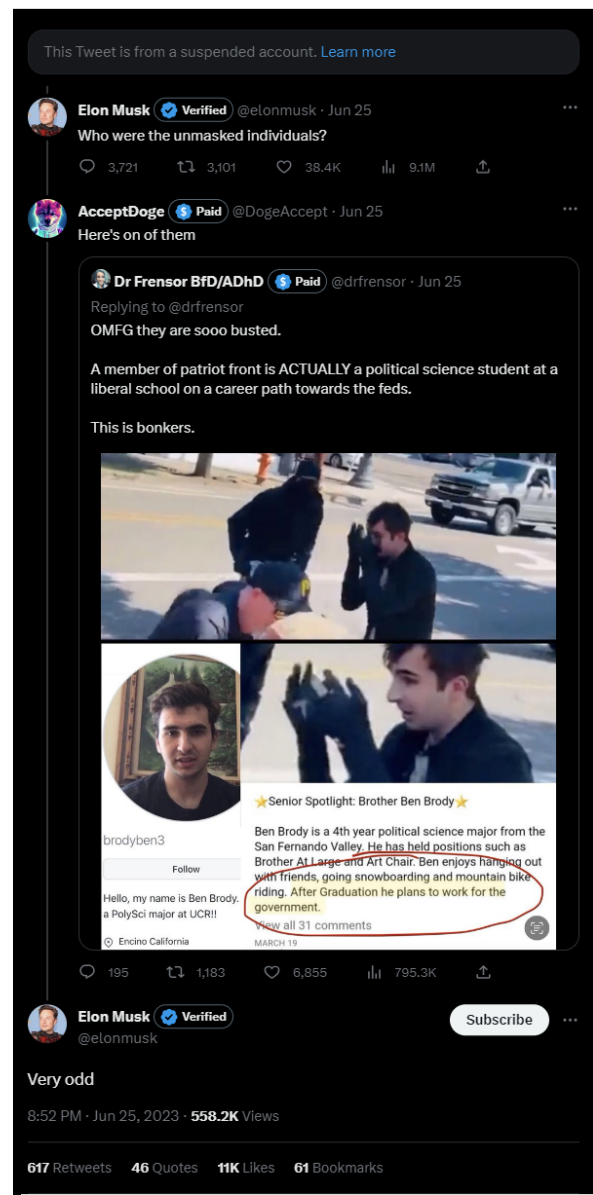 This Tweet is from a suspended account. Learn more
Elon Musk Verified @elonmusk · Jun 25
Who were the unmasked individuals?
3,721 3,101 38.4K 9.1M
AcceptÐoge Paid @DogeAccept · Jun 25
Here's on of them
Dr Frensor BfD/ADhD Paid @drfrensor · Jun 25
Replying to @drfrensor
OMFG they are sooo busted.
A member of patriot front is ACTUALLY a political science student at a
liberal school on a career path towards the feds.
This is bonkers.
brodyben3
Follow
Hello, my name is Ben Brody.
a PolySci major at UCR!!
Encino California
⭐Senior Spotlight: Brother Ben Brody⭐
Ben Brody is a 4th year political science major from the
San Fernando Valley. He has held positions such as
Brother At Large and Art Chair. Ben enjoys hanging out
with friends, going snowboarding and mountain bike
riding. After Graduation he plans to work for the
government.
View all 31 comments
MARCH 19
195 1,183 6,855 795.3K
Elon Musk Verified
@elonmusk
Subscribe
Very odd
8:52 PM · Jun 25, 2023 · 558.2K Views
617 Retweets 46 Quotes 11K Likes 61 Bookmarks